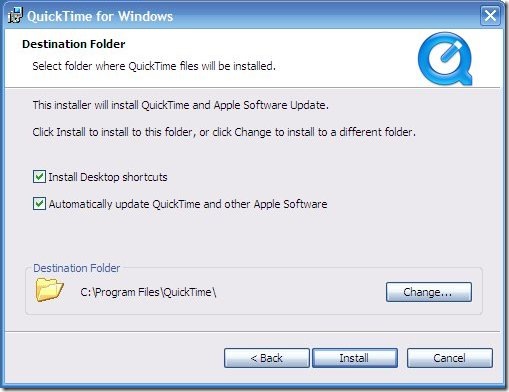 QuickTime for Windows
Destination Folder
Select folder where QuickTime files will be installed.
This installer will install QuickTime and Apple Software Update.
Click Install to install to this folder, or click Change to install to a different folder.
Install Desktop shortcuts
Automatically update QuickTime and other Apple Software
Destination Folder
C:\Program Files\QuickTime\
Change...
< Back
Install
Cancel